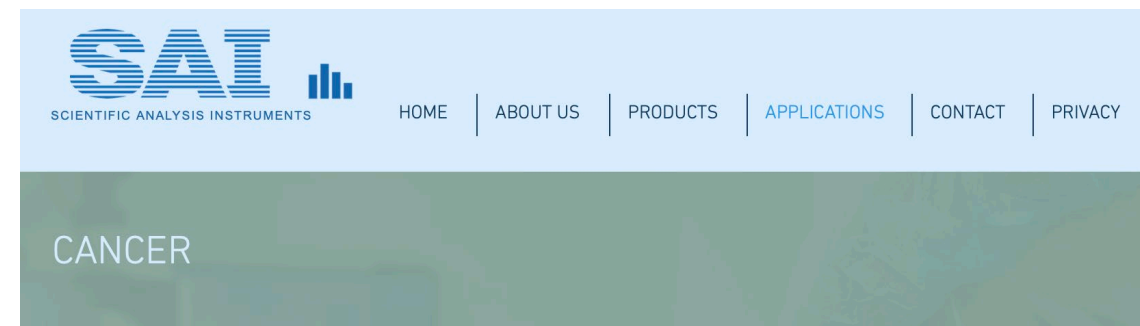 SAI
SCIENTIFIC ANALYSIS INSTRUMENTS
HOME ABOUT US PRODUCTS APPLICATIONS CONTACT PRIVACY
CANCER